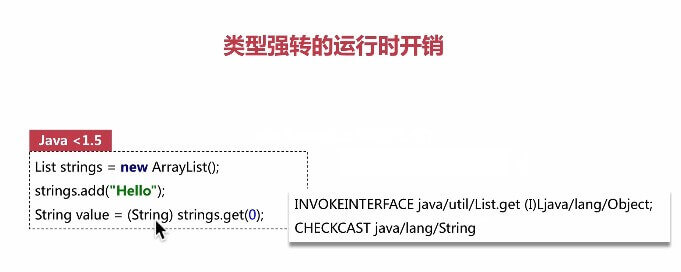 类型强转的运行时开销
Java <1.5
List strings = new ArrayList();
strings.add("Hello");
String value = (String) strings.get(0);
INVOKEINTERFACE java/util/List.get (I)Ljava/lang/Object;
CHECKCAST java/lang/String